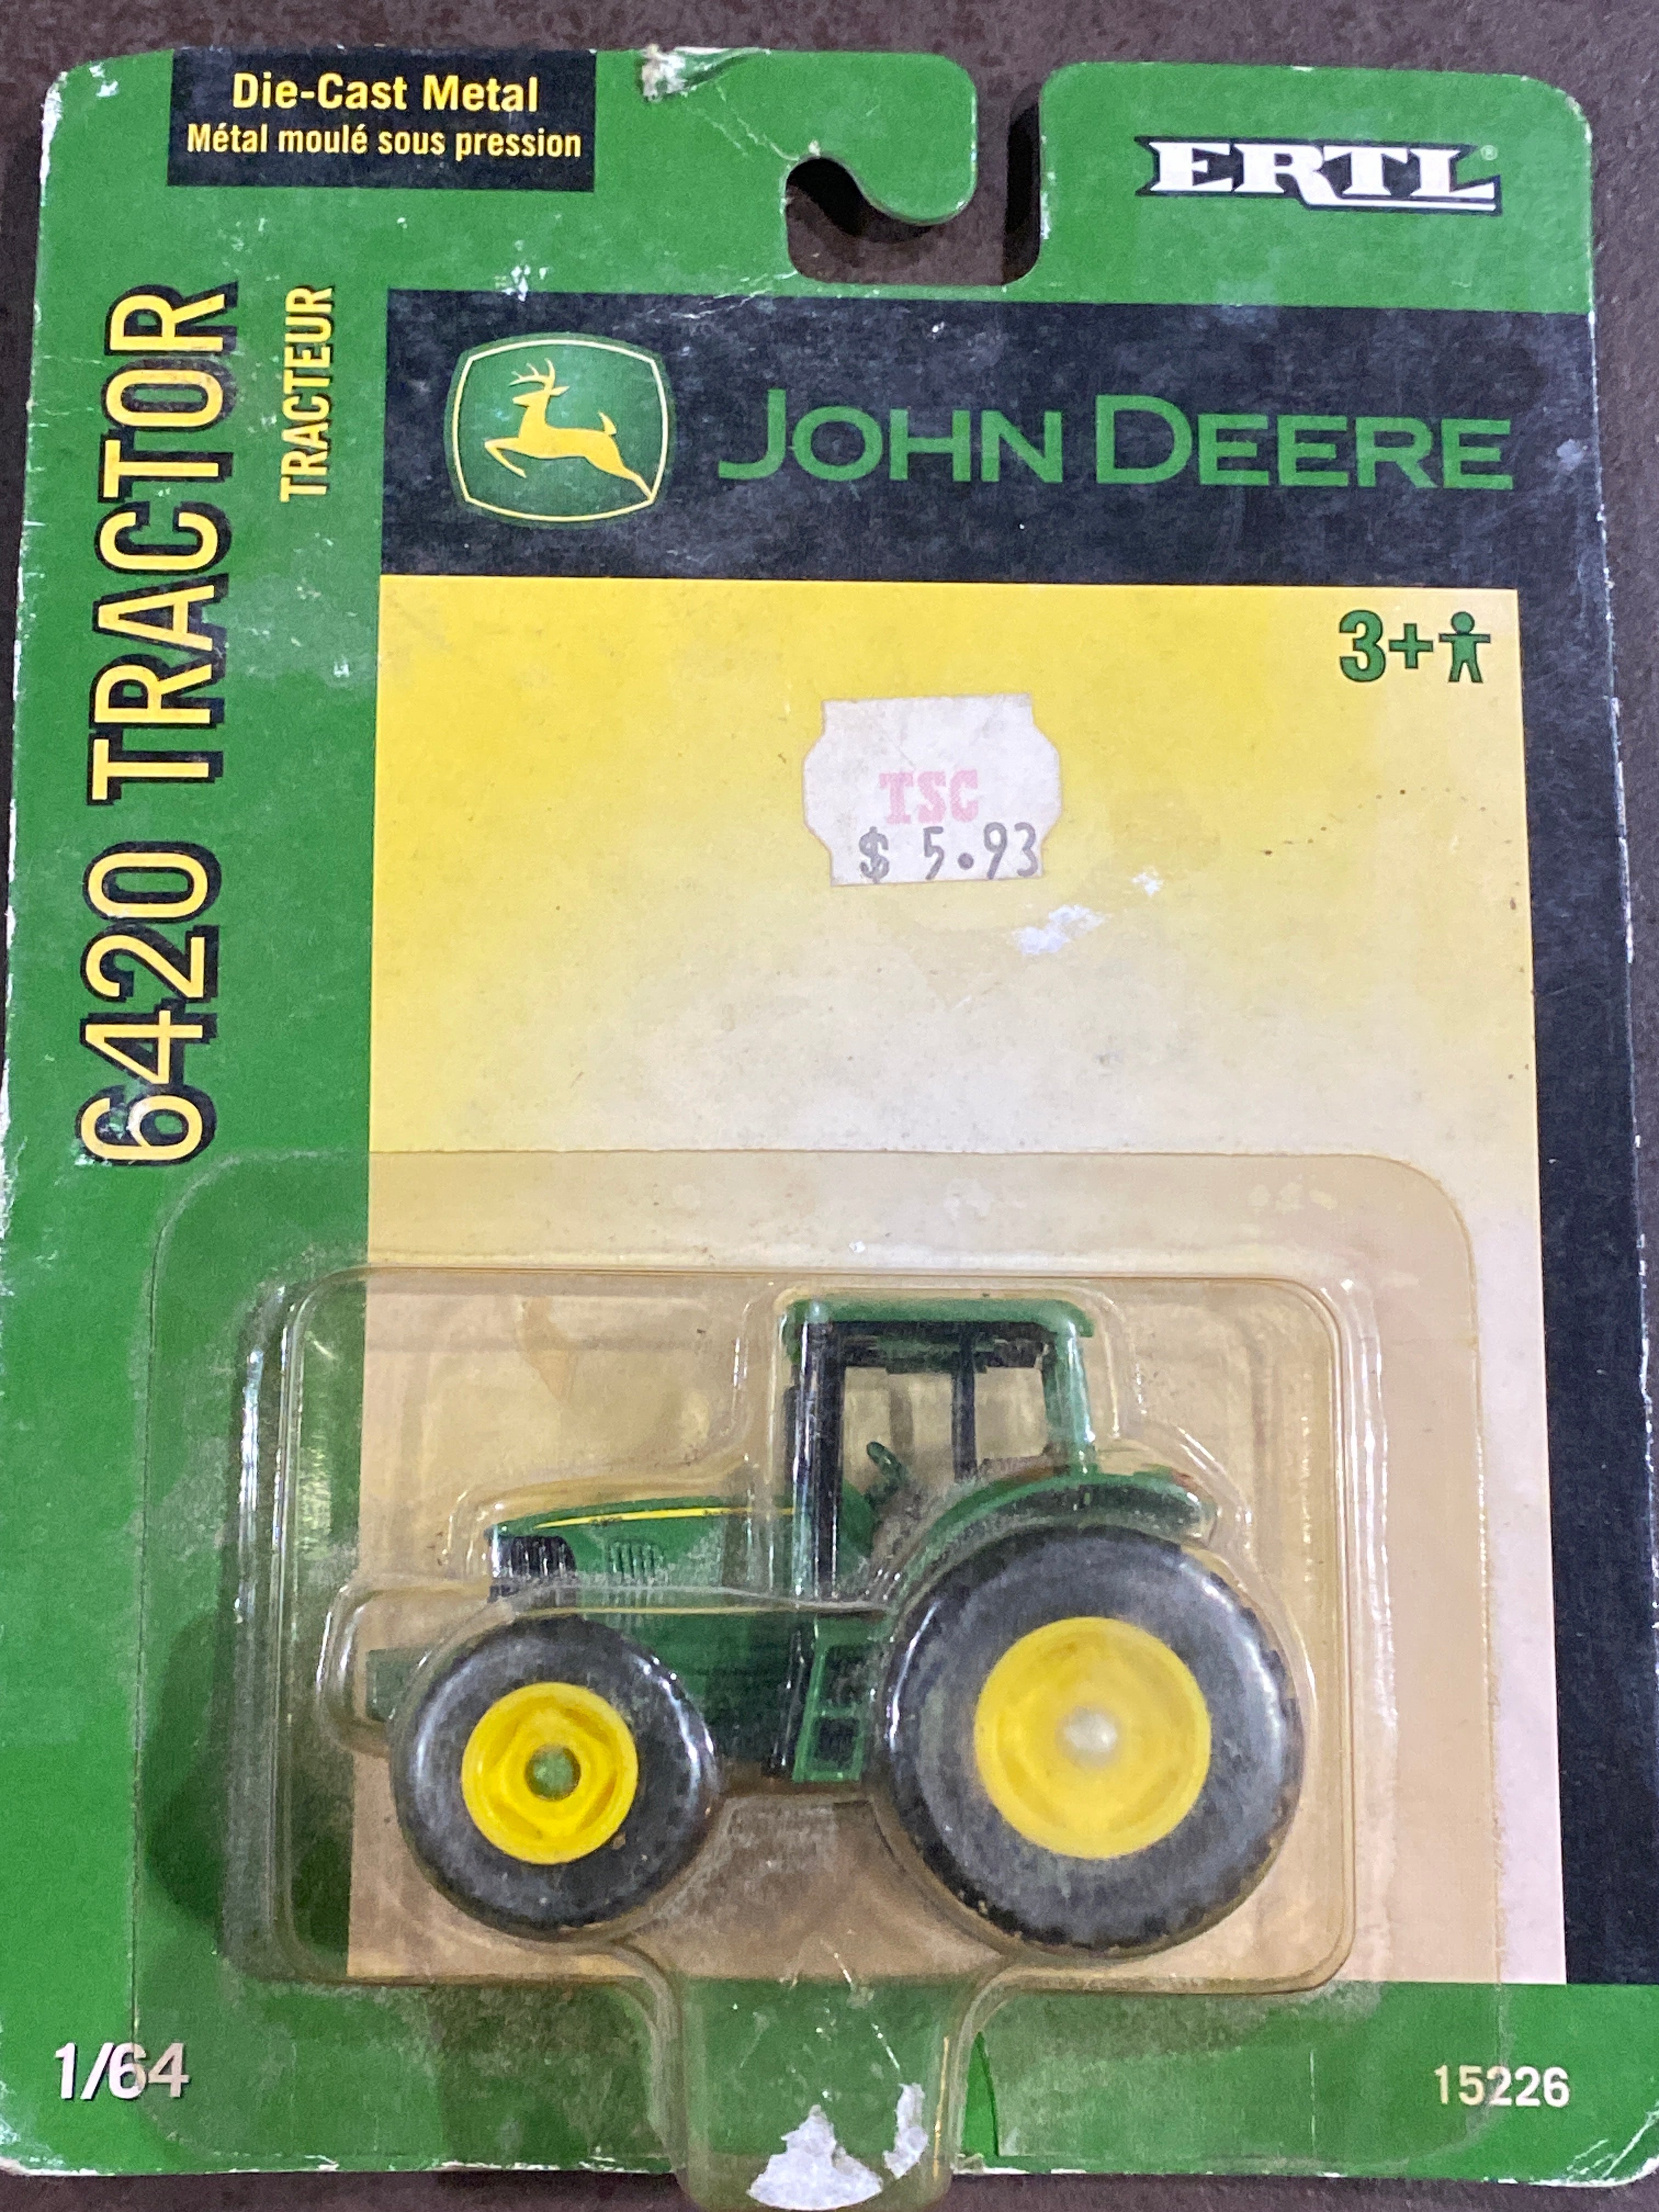 Die-Cast Metal
Métal moulé sous pression
ERTL®
6420 TRACTOR
TRACTEUR
JOHN DEERE
3+
TSC
$ 5.93
1/64
15226